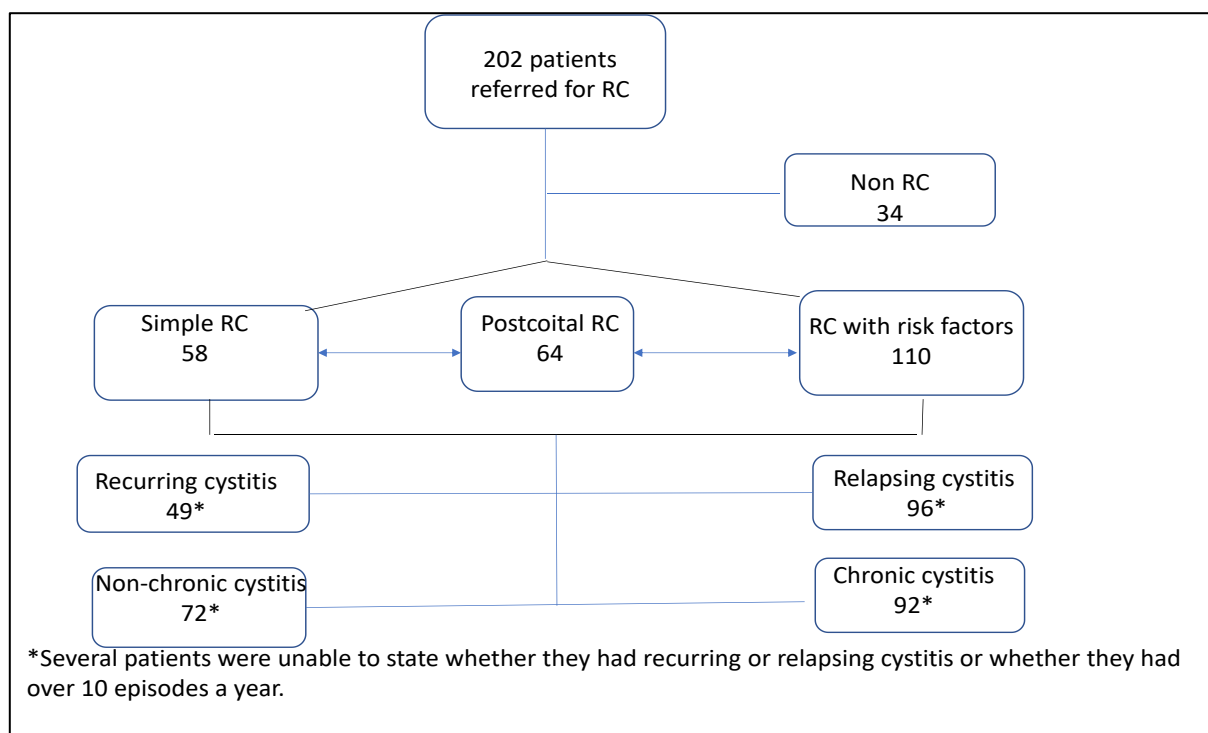 202 patients
referred for RC
Non RC
34
Simple RC
58
Postcoital RC
64
RC with risk factors
110
Recurring cystitis
49*
Relapsing cystitis
96*
Non-chronic cystitis
72*
Chronic cystitis
92*
*Several patients were unable to state whether they had recurring or relapsing cystitis or whether they had
over 10 episodes a year.